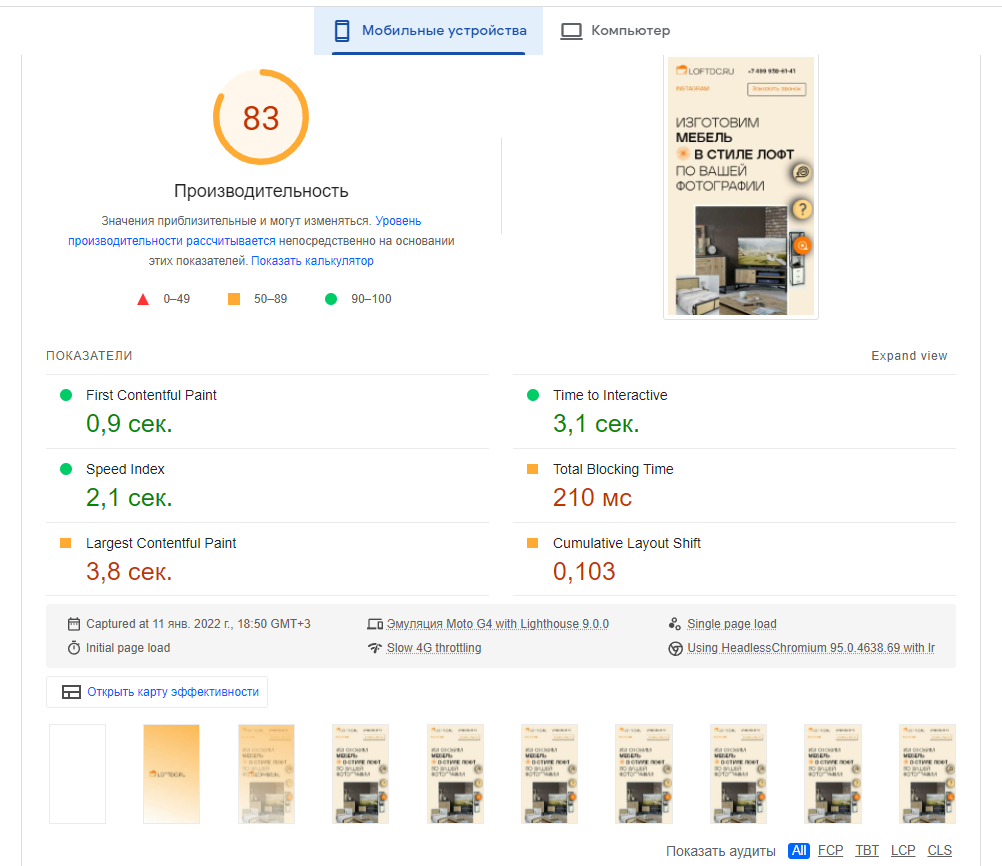 Мобильные устройства
Компьютер
83
Производительность
Значения приблизительные и могут изменяться. Уровень
производительности рассчитывается непосредственно на основании
этих показателей. Показать калькулятор
0–49
50–89
90–100
LOFTDC.RU
+7 499 938-41-41
INSTAGRAM
Заказать звонок
ИЗГОТОВИМ
МЕБЕЛЬ
В СТИЛЕ ЛОФТ
ПО ВАШЕЙ
ФОТОГРАФИИ
?
ПОКАЗАТЕЛИ
Expand view
First Contentful Paint
0,9 сек.
Time to Interactive
3,1 сек.
Speed Index
2,1 сек.
Total Blocking Time
210 мс
Largest Contentful Paint
3,8 сек.
Cumulative Layout Shift
0,103
Captured at 11 янв. 2022 г., 18:50 GMT+3
Эмуляция Moto G4 with Lighthouse 9.0.0
Single page load
Initial page load
Slow 4G throttling
Using HeadlessChromium 95.0.4638.69 with lr
Открыть карту эффективности
Показать аудиты
All
FCP
TBT
LCP
CLS